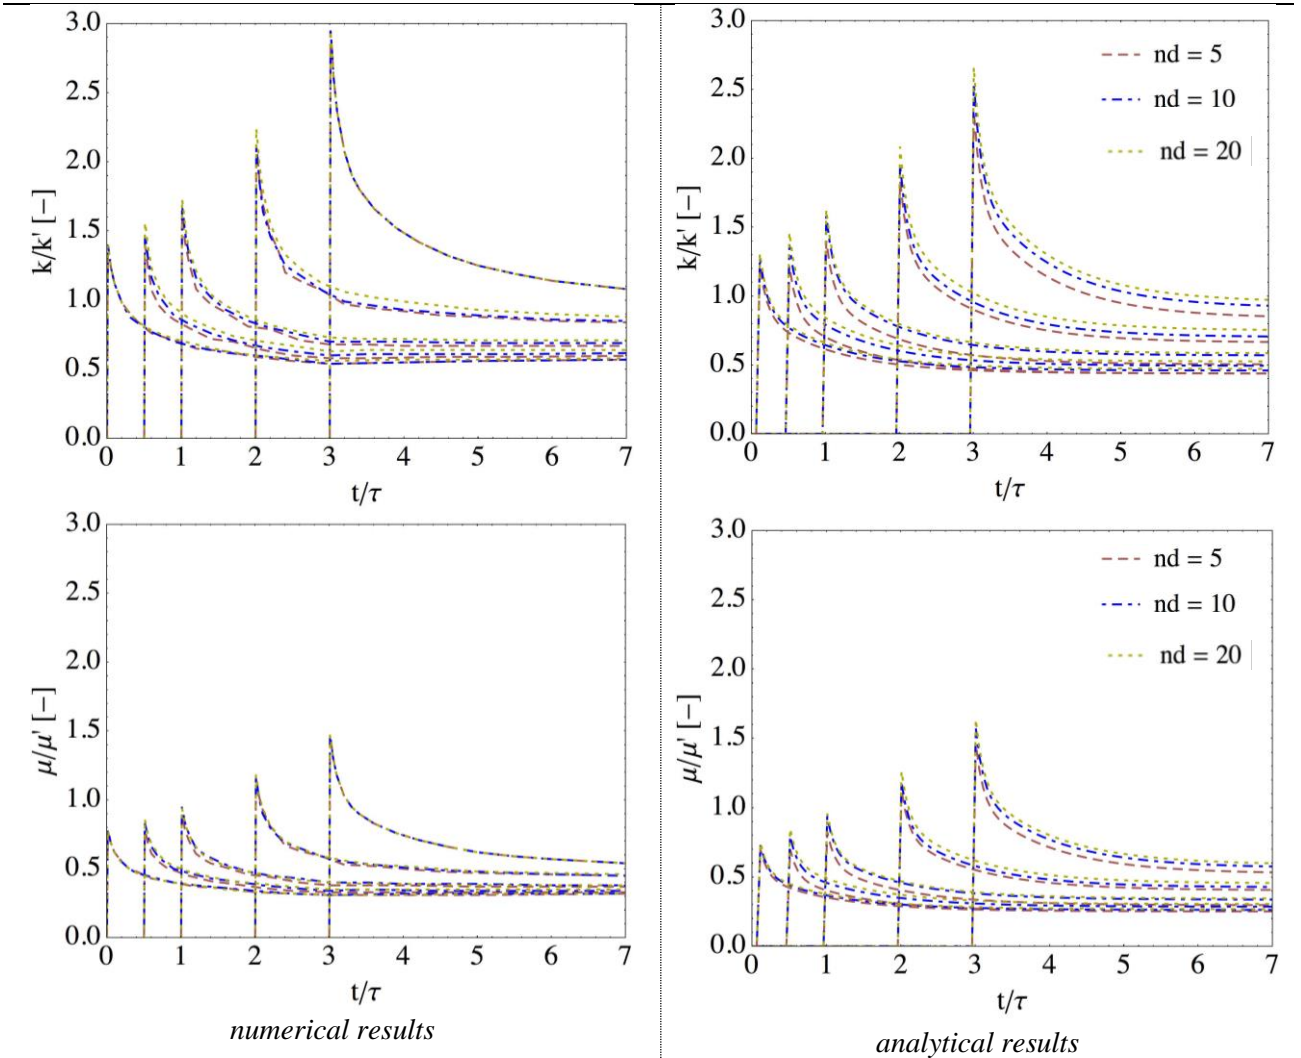 3.0
2.5
2.0
1.5
1.0
0.5
0.0
k/k' [−]
0 1 2 3 4 5 6 7
t/τ
3.0
2.5
2.0
1.5
1.0
0.5
0.0
k/k' [−]
nd = 5
nd = 10
nd = 20
0 1 2 3 4 5 6 7
t/τ
3.0
2.5
2.0
1.5
1.0
0.5
0.0
μ/μ' [−]
0 1 2 3 4 5 6 7
t/τ
numerical results
3.0
2.5
2.0
1.5
1.0
0.5
0.0
μ/μ' [−]
nd = 5
nd = 10
nd = 20
0 1 2 3 4 5 6 7
t/τ
analytical results